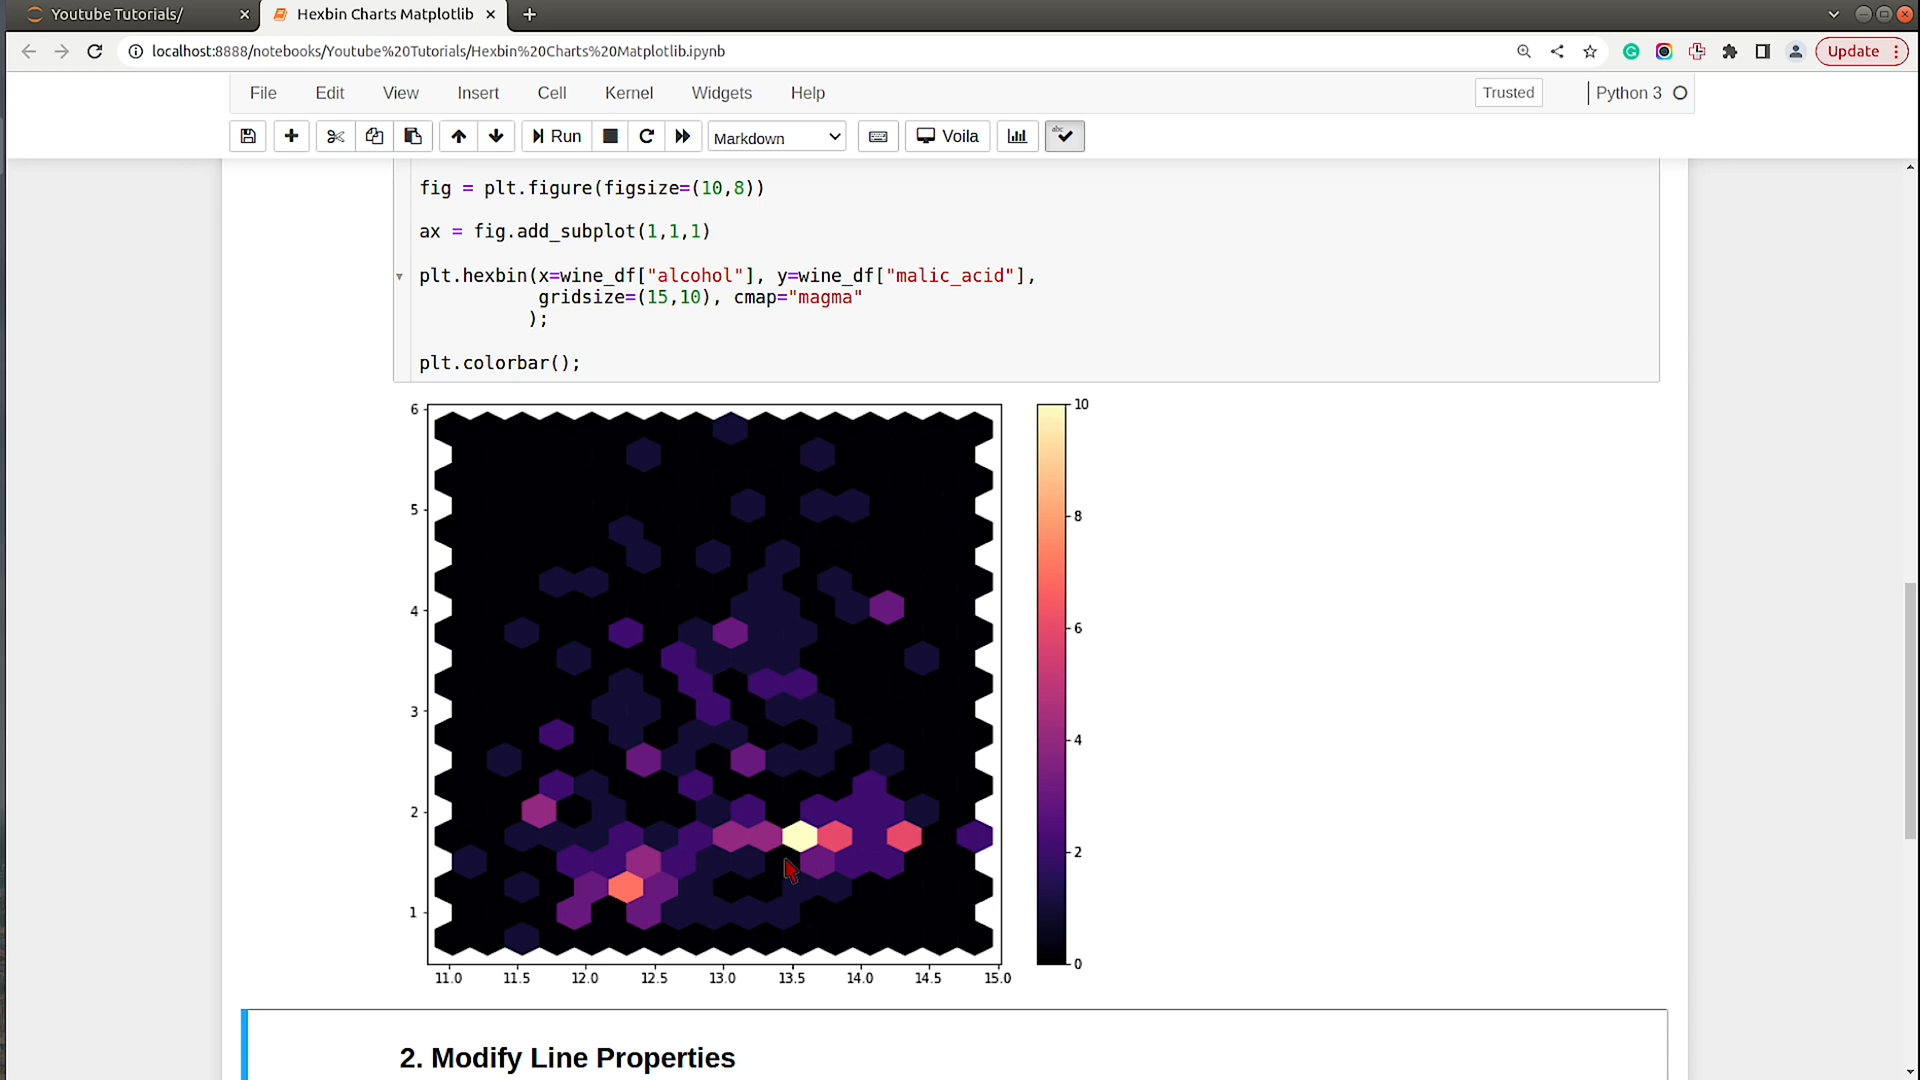 Youtube Tutorials/
Hexbin Charts Matplotlib
localhost:8888/notebooks/Youtube%20Tutorials/Hexbin%20Charts%20Matplotlib.ipynb
Update
File Edit View Insert Cell Kernel Widgets Help
Trusted
Python 3
Run
Markdown
Voila
abc
fig = plt.figure(figsize=(10,8))
ax = fig.add_subplot(1,1,1)
plt.hexbin(x=wine_df["alcohol"], y=wine_df["malic_acid"],
gridsize=(15,10), cmap="magma"
);
plt.colorbar();
6
5
4
3
2
1
11.0 11.5 12.0 12.5 13.0 13.5 14.0 14.5 15.0
10
8
6
4
2
0
2. Modify Line Properties